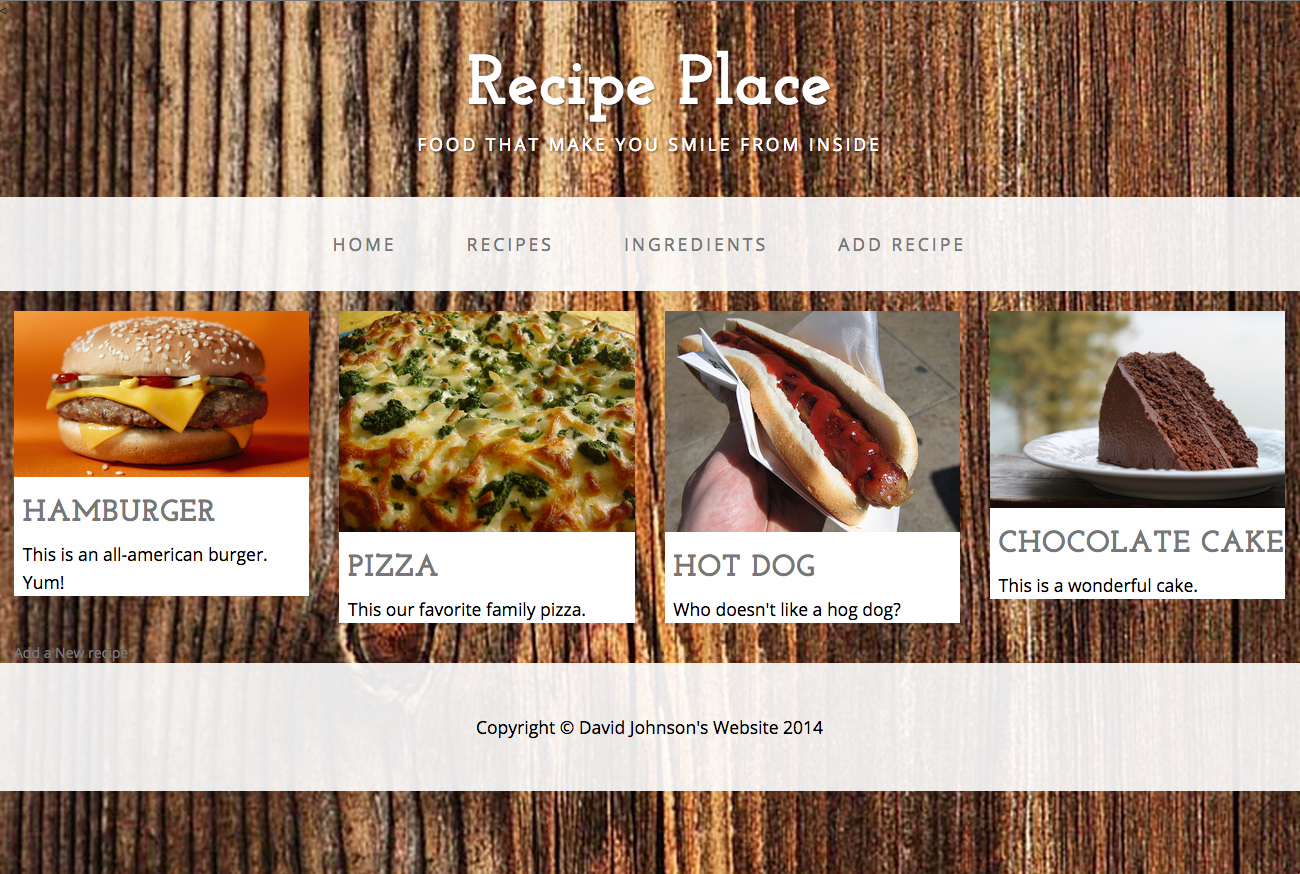 Recipe Place
FOOD THAT MAKE YOU SMILE FROM INSIDE
HOME RECIPES INGREDIENTS ADD RECIPE
HAMBURGER
This is an all-american burger.
Yum!
PIZZA
This our favorite family pizza.
HOT DOG
Who doesn't like a hog dog?
CHOCOLATE CAKE
This is a wonderful cake.
Add a New recipe
Copyright © David Johnson's Website 2014